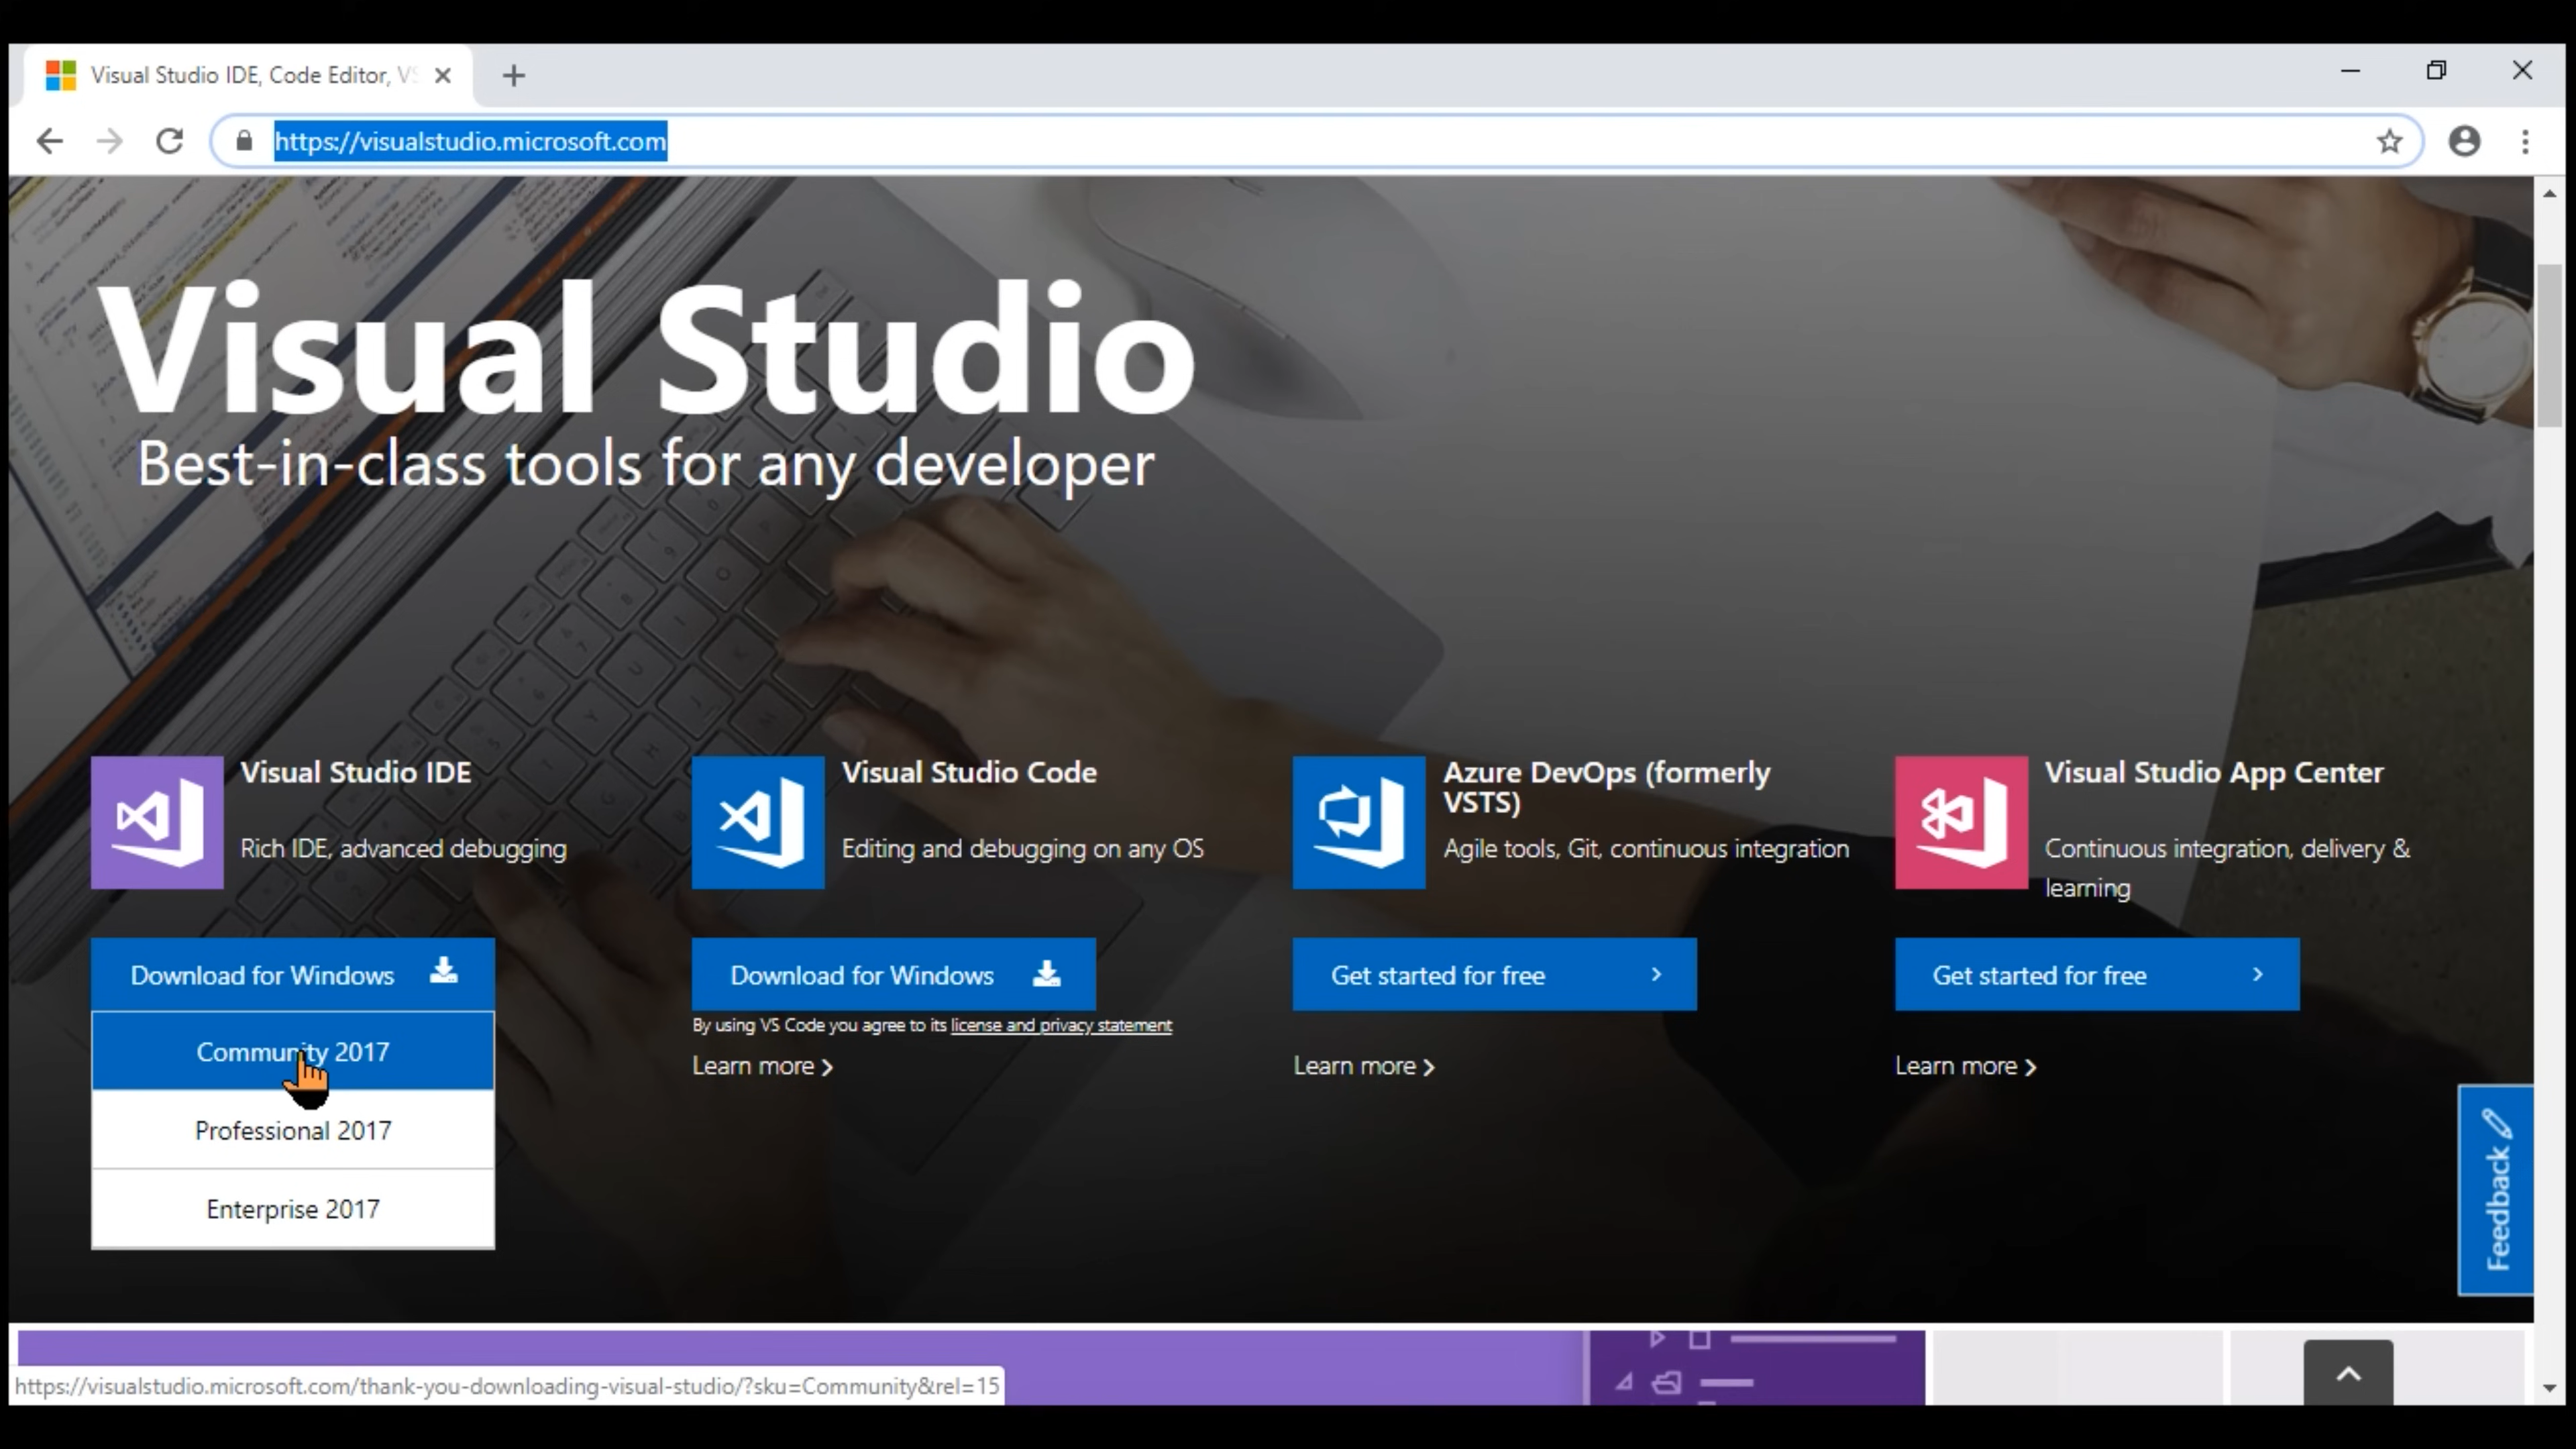 Visual Studio IDE, Code Editor, VS
https://visualstudio.microsoft.com
Visual Studio
Best-in-class tools for any developer
Visual Studio IDE
Rich IDE, advanced debugging
Download for Windows
Community 2017
Professional 2017
Enterprise 2017
Visual Studio Code
Editing and debugging on any OS
Download for Windows
By using VS Code you agree to its license and privacy statement
Learn more
Azure DevOps (formerly
VSTS)
Agile tools, Git, continuous integration
Get started for free
Learn more
Visual Studio App Center
Continuous integration, delivery &
learning
Get started for free
Learn more
Feedback
https://visualstudio.microsoft.com/thank-you-downloading-visual-studio/?sku=Community&rel=15